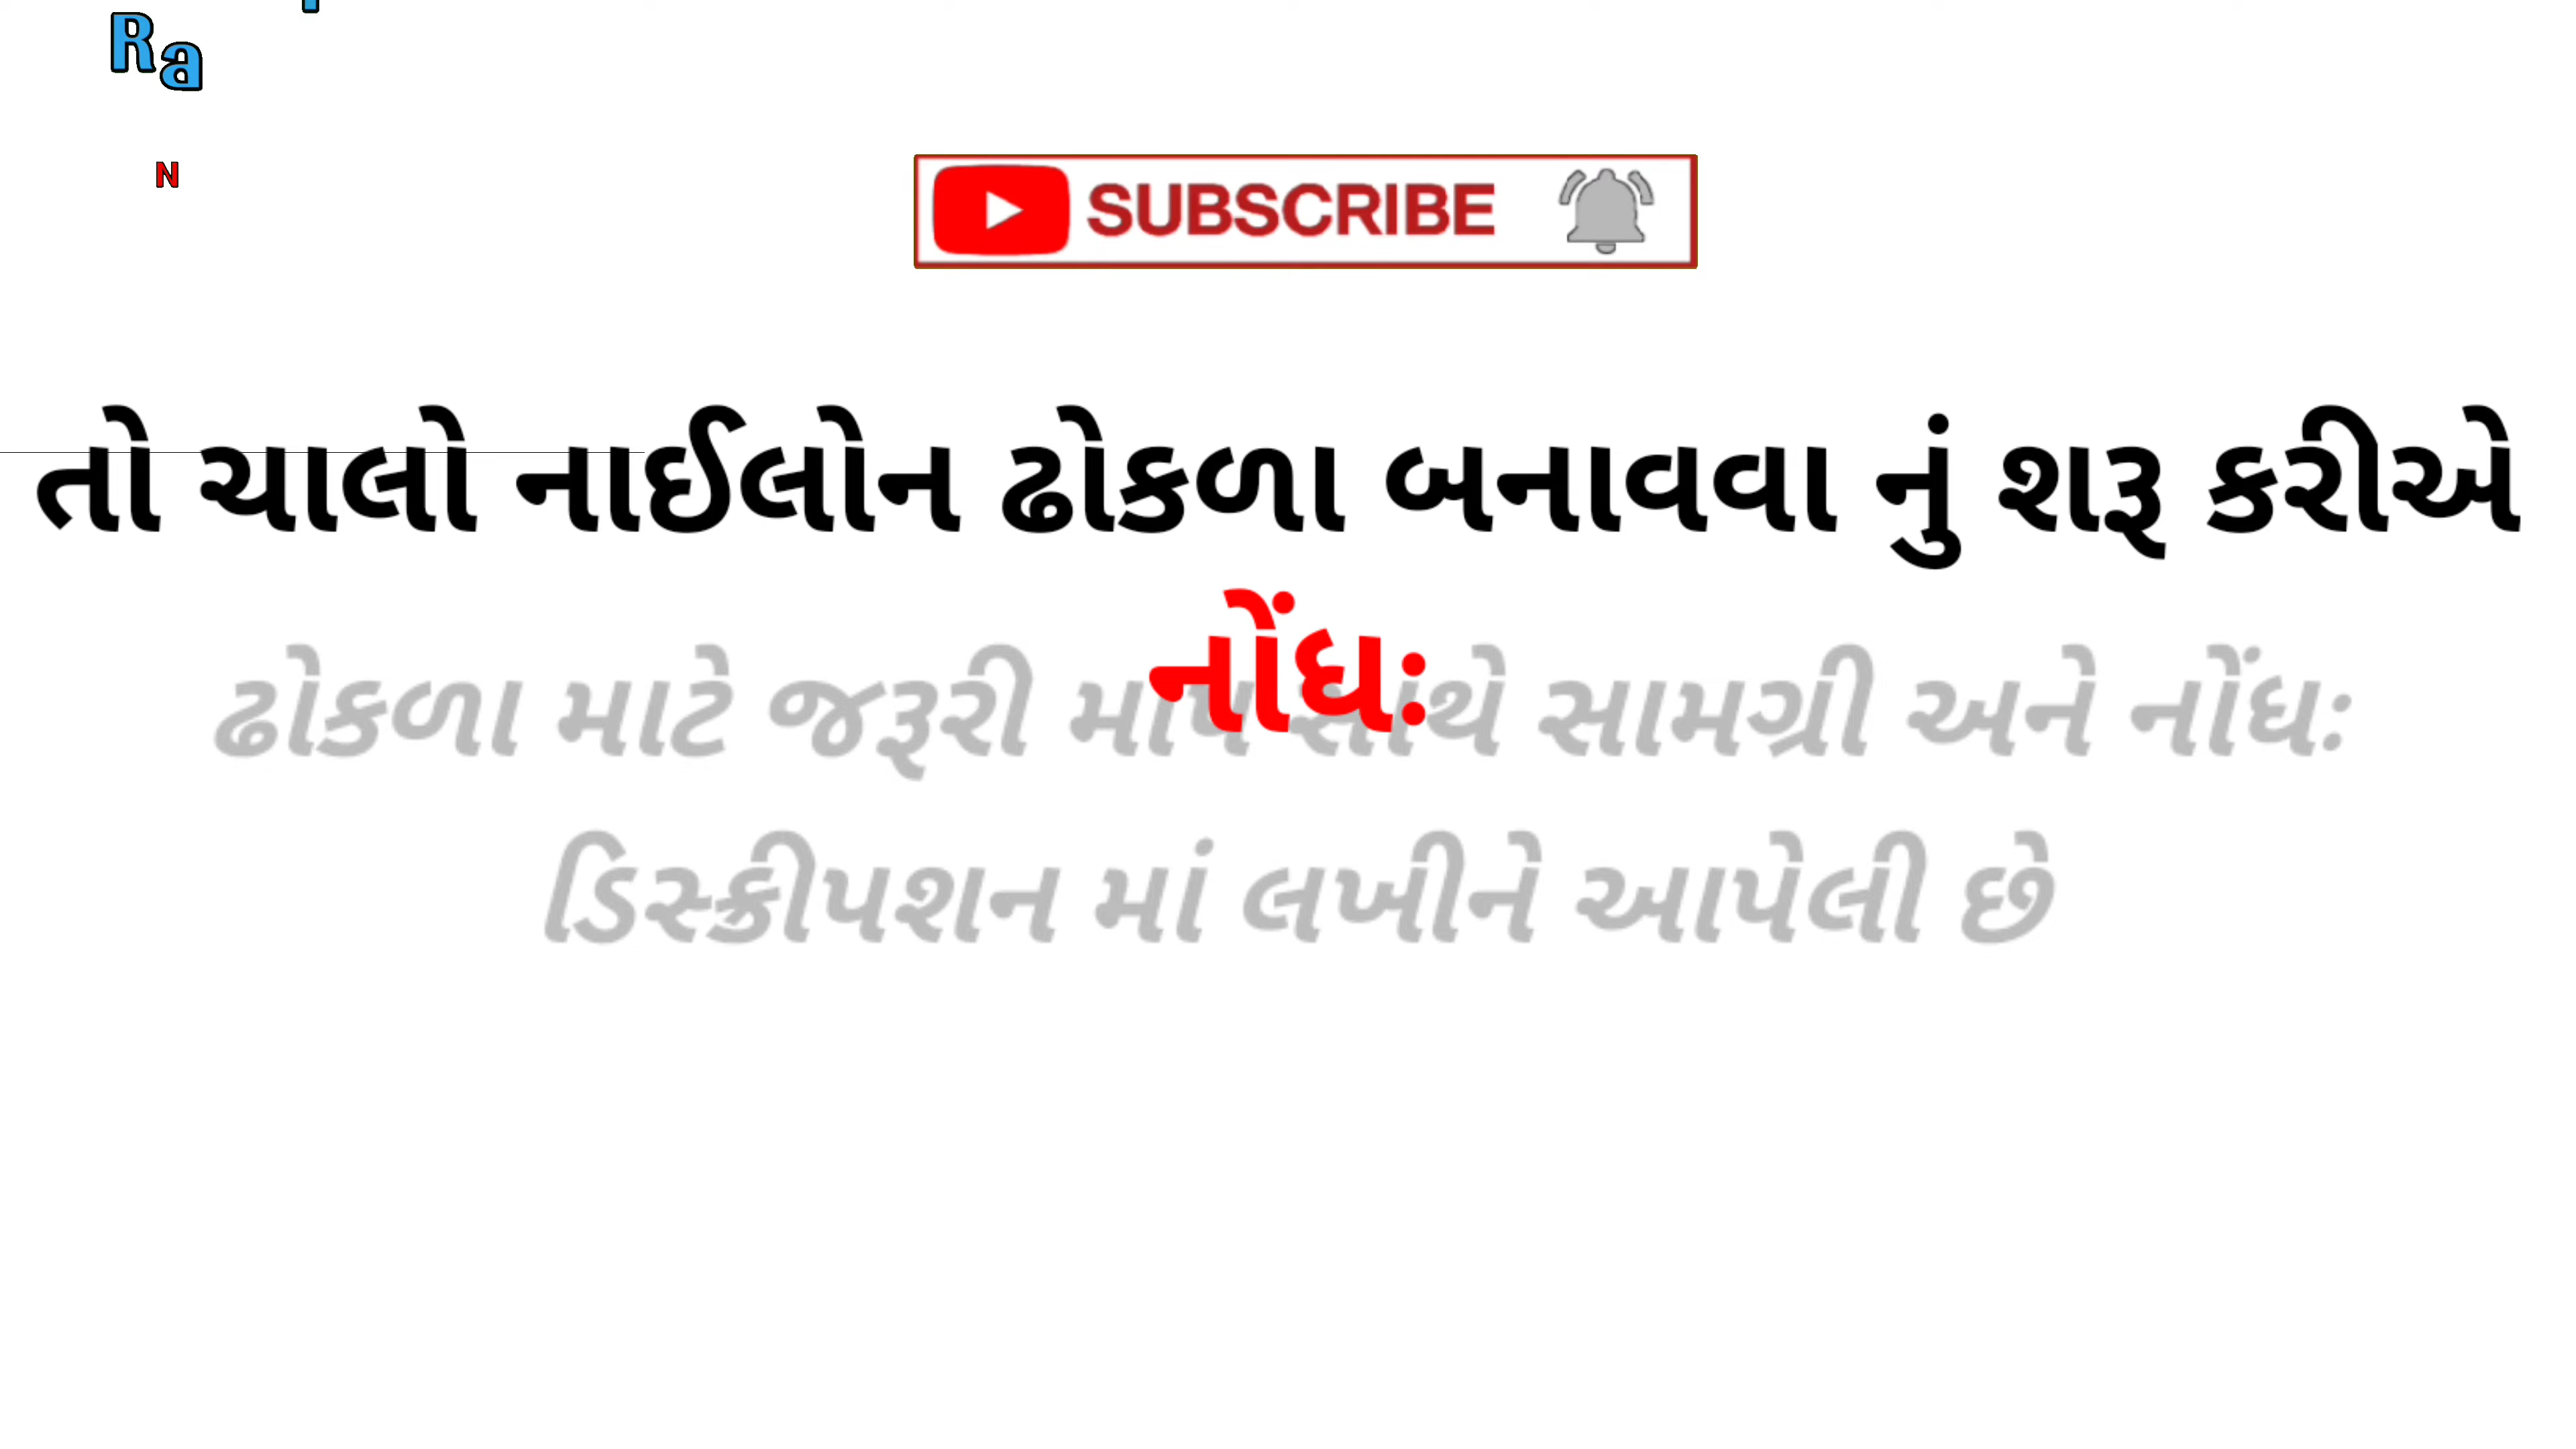 Ra
N
SUBSCRIBE
તો ચાલો નાઈલોન ઢોકળા બનાવવા નું શરૂ કરીએ
નોંધઃ
ઢોકળા માટે જરૂરી માપ સાથે સામગ્રી અને નોંધઃ
ડિસ્ક્રીપશન માં લખીને આપેલી છે